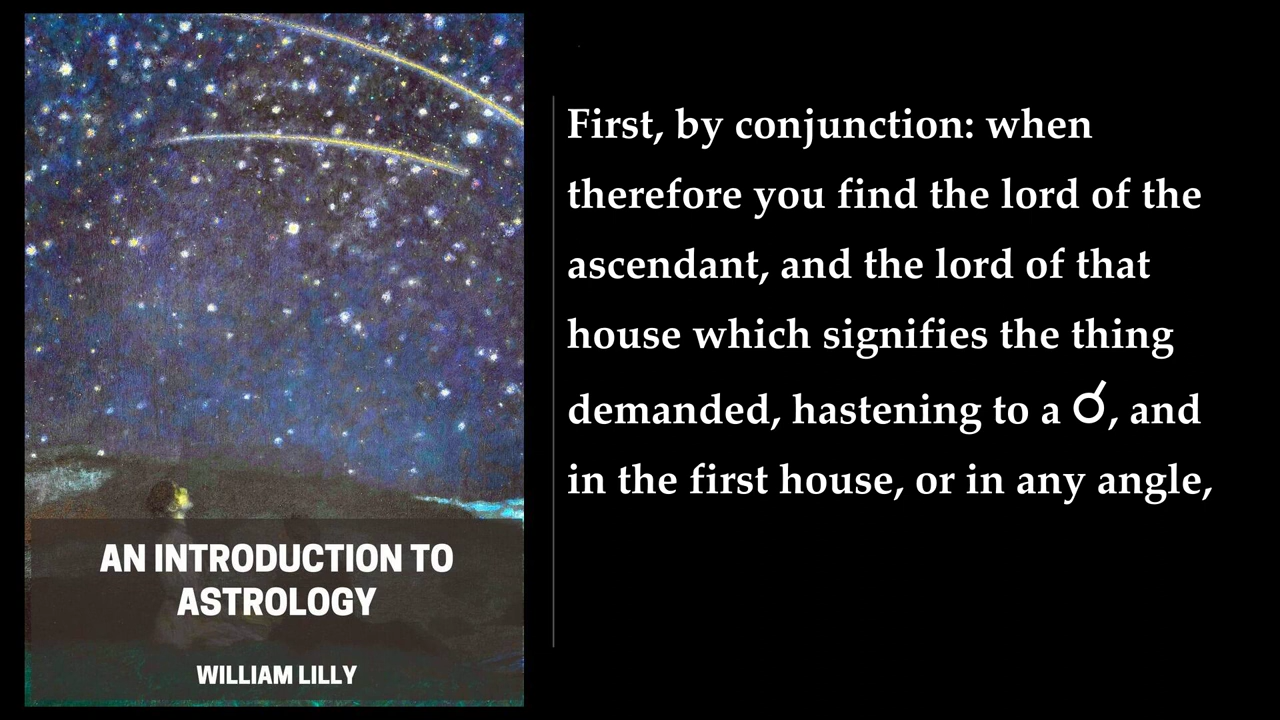 AN INTRODUCTION TO
ASTROLOGY
WILLIAM LILLY
First, by conjunction: when
therefore you find the lord of the
ascendant, and the lord of that
house which signifies the thing
demanded, hastening to a ☌, and
in the first house, or in any angle,